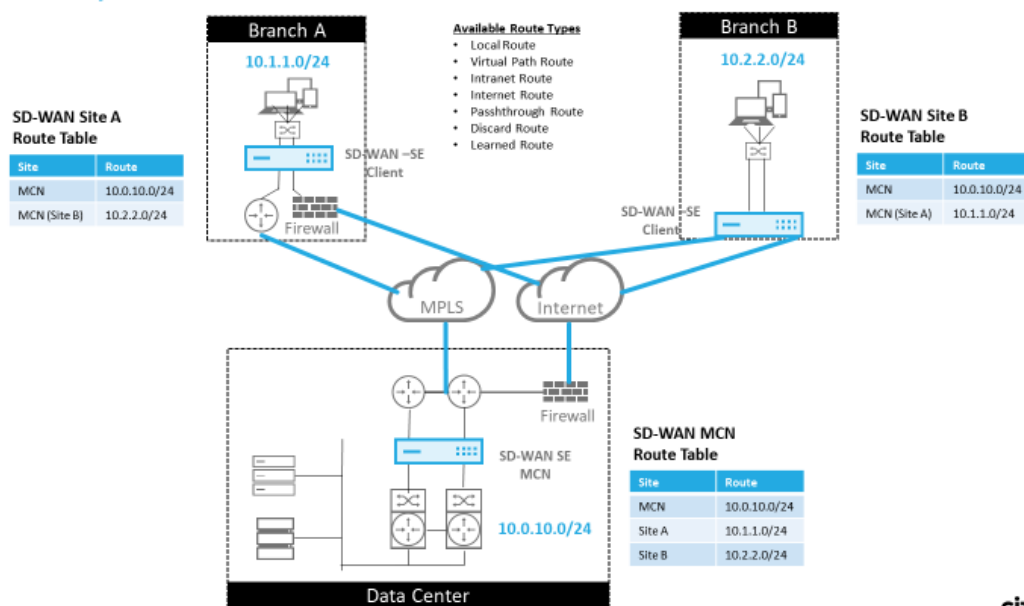 Branch A
10.1.1.0/24
Available Route Types
• Local Route
• Virtual Path Route
• Intranet Route
• Internet Route
• Passhthrough Route
• Discard Route
• Learned Route
Branch B
10.2.2.0/24
SD-WAN Site A
Route Table
Site Route
MCN 10.0.10.0/24
MCN (Site B) 10.2.2.0/24
SD-WAN –SE
Client
Firewall
SD-WAN Site B
Route Table
Site Route
MCN 10.0.10.0/24
MCN (Site A) 10.1.1.0/24
SD-WAN –SE
Client
MPLS
Internet
Firewall
SD-WAN SE
MCN
10.0.10.0/24
SD-WAN MCN
Route Table
Site Route
MCN 10.0.10.0/24
Site A 10.1.1.0/24
Site B 10.2.2.0/24
Data Center